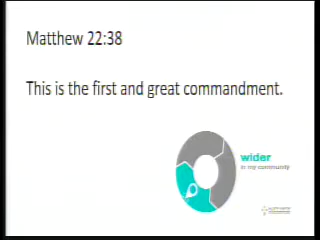 Matthew 22:38
This is the first and great commandment.
wider
in my community